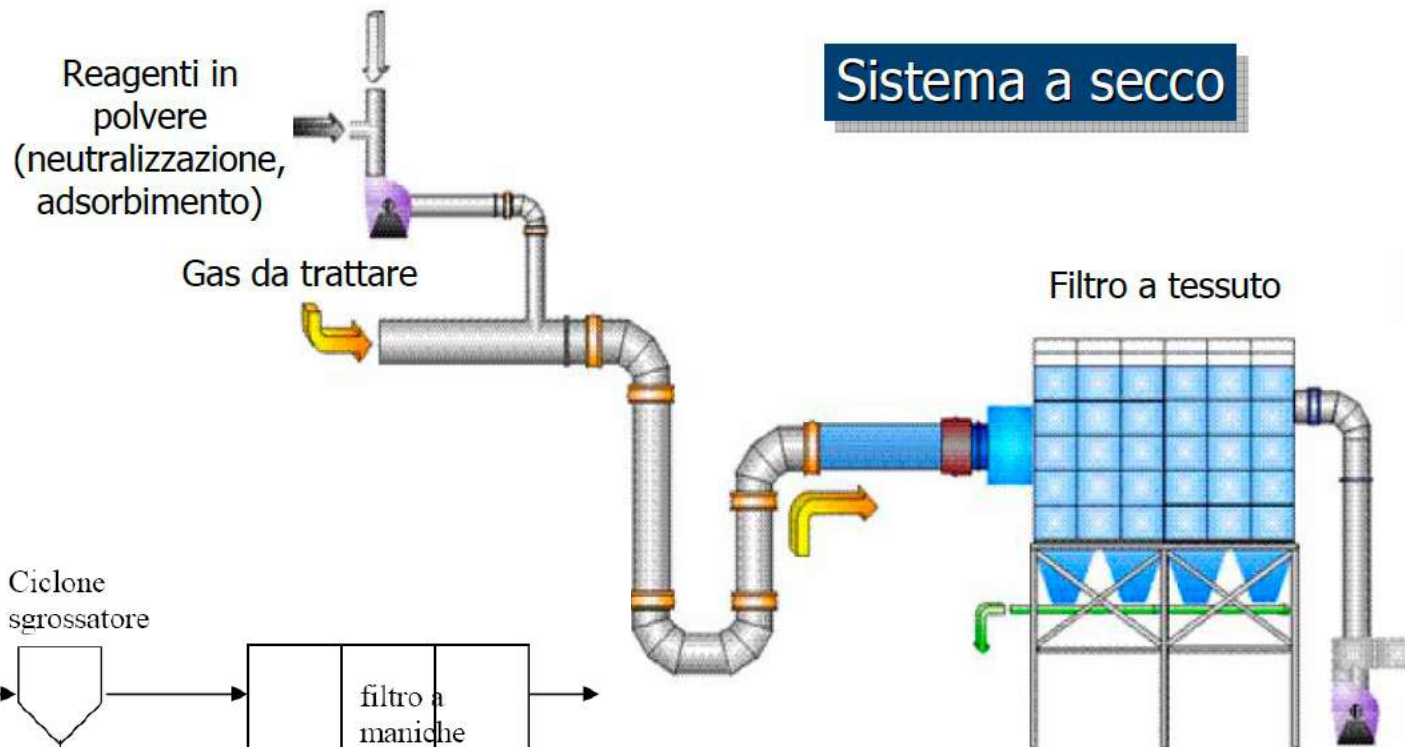 Sistema a secco
Reagenti in
polvere
(neutralizzazione,
adsorbimento)
Gas da trattare
Filtro a tessuto
Ciclone
sgrossatore
filtro a
maniche